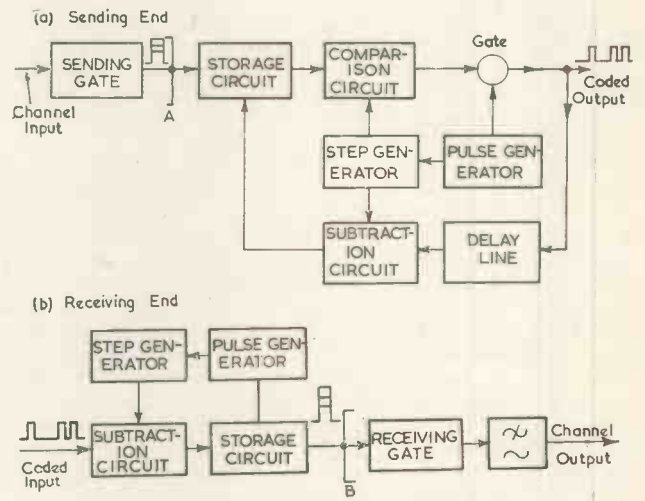 (a) Sending End
SENDING
GATE
Channel
Input
A
STORAGE
CIRCUIT
COMPAR-
ISON
CIRCUIT
Gate
Coded
Output
STEP GEN-
ERATOR
PULSE GEN-
ERATOR
SUBTRACT-
ION
CIRCUIT
DELAY
LINE
(b) Receiving End
STEP GEN-
ERATOR
PULSE GEN-
ERATOR
Coded
Input
SUBTRACT-
ION
CIRCUIT
STORAGE
CIRCUIT
B
RECEIVING
GATE
Channel
Output